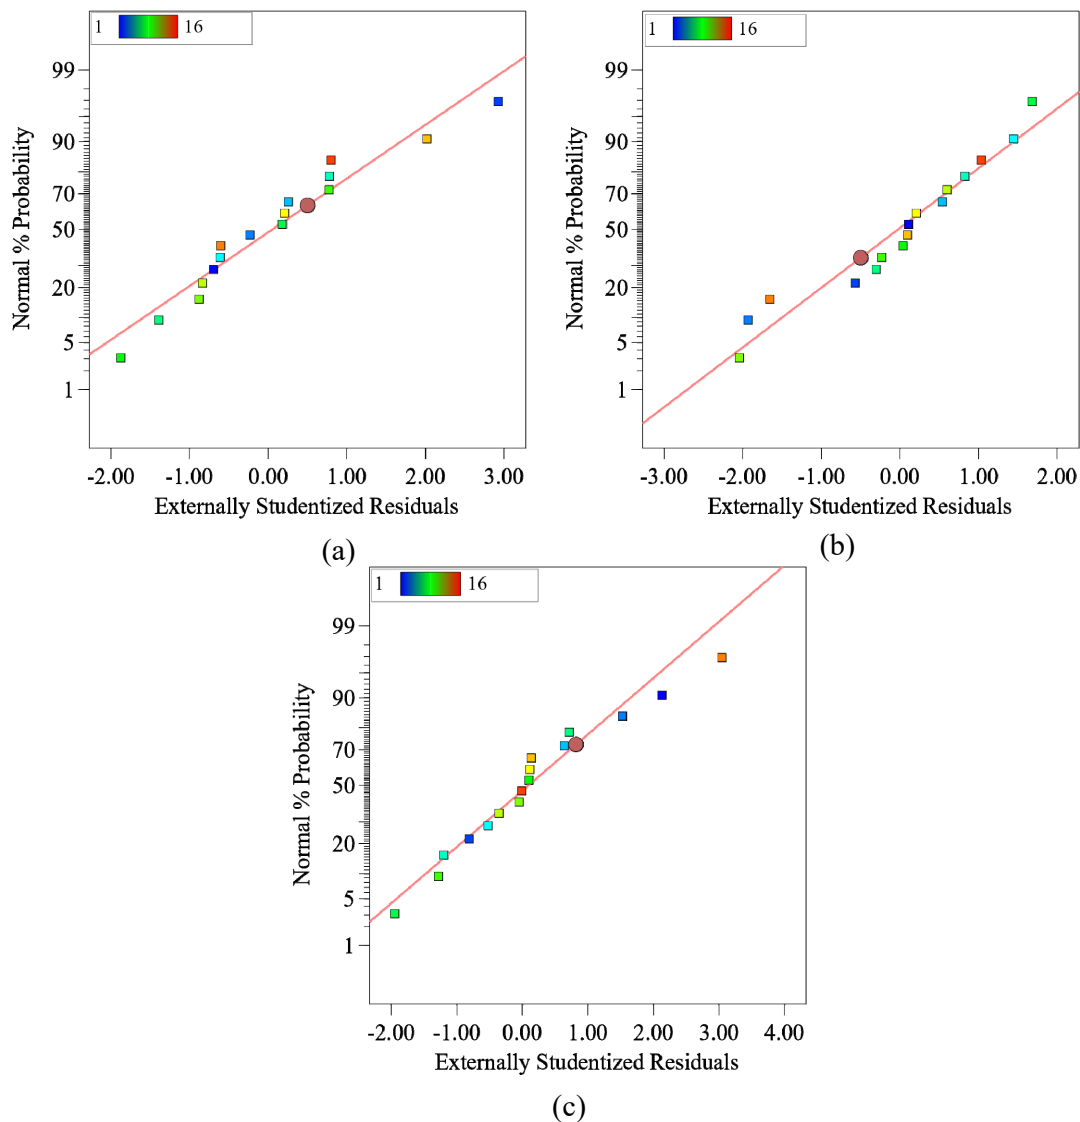 1 16
99
90
70
50
20
5
1
Normal % Probability
-2.00 -1.00 0.00 1.00 2.00 3.00
Externally Studentized Residuals
(a)
1 16
99
90
70
50
20
5
1
Normal % Probability
-3.00 -2.00 -1.00 0.00 1.00 2.00
Externally Studentized Residuals
(b)
1 16
99
90
70
50
20
5
1
Normal % Probability
-2.00 -1.00 0.00 1.00 2.00 3.00 4.00
Externally Studentized Residuals
(c)